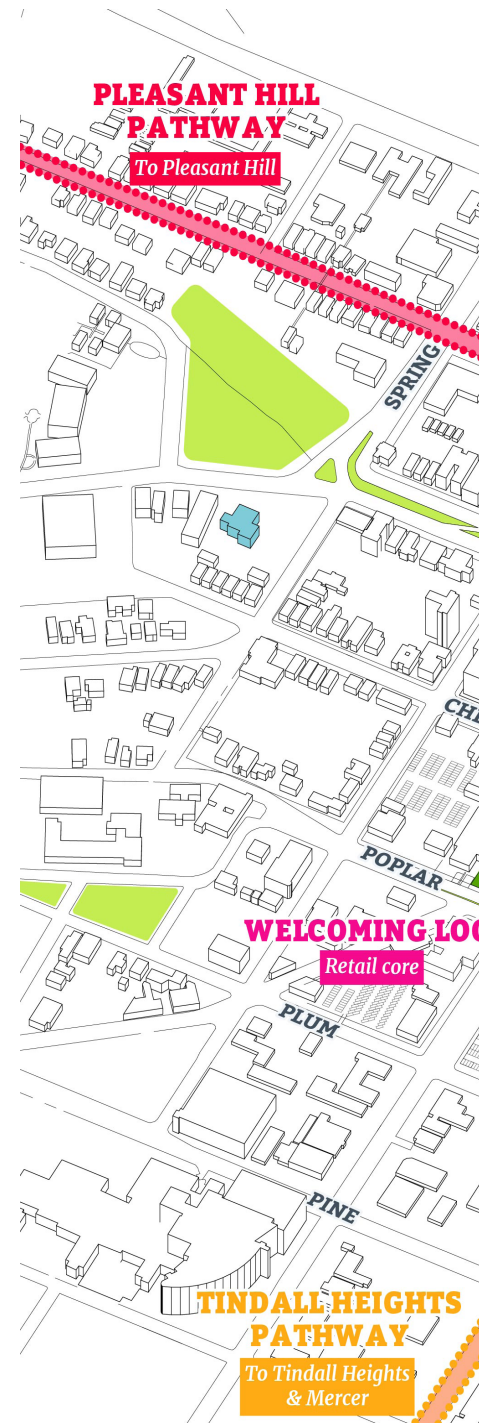 PLEASANT HILL
PATHWAY
To Pleasant Hill
SPRING
POPLAR
WELCOMING
Retail core
PLUM
PINE
TINDALL HEIGHTS
PATHWAY
To Tindall Heights
& Mercer